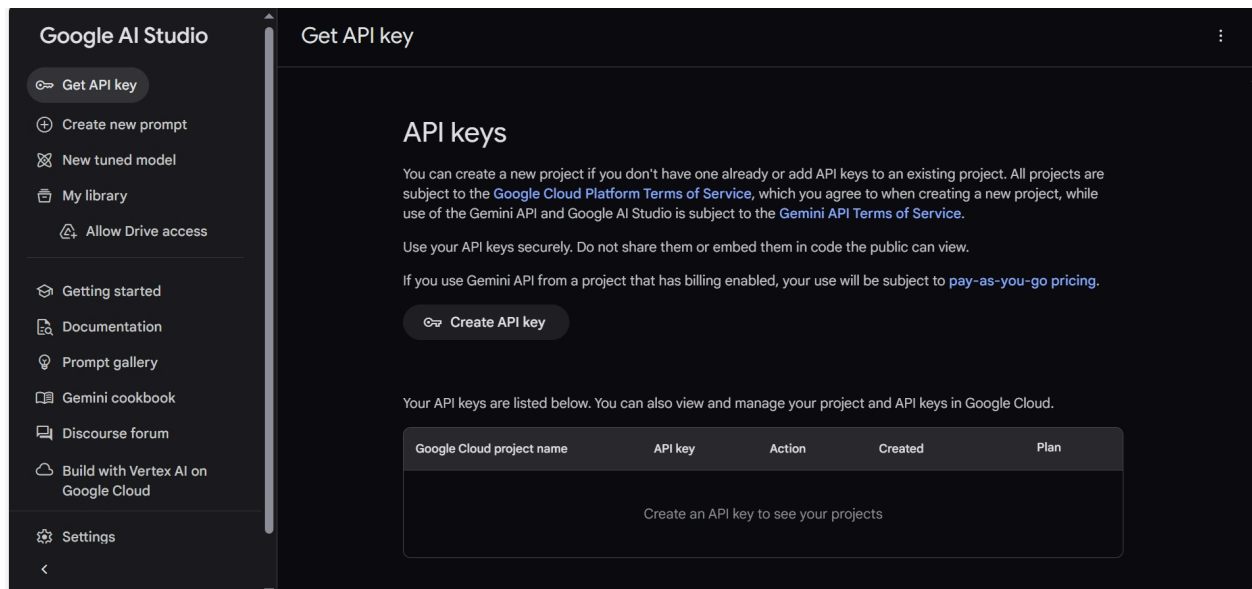 Google AI Studio
Get API key
Create new prompt
New tuned model
My library
Allow Drive access
Getting started
Documentation
Prompt gallery
Gemini cookbook
Discourse forum
Build with Vertex AI on
Google Cloud
Settings
Get API key
API keys
You can create a new project if you don't have one already or add API keys to an existing project. All projects are
subject to the Google Cloud Platform Terms of Service, which you agree to when creating a new project, while
use of the Gemini API and Google AI Studio is subject to the Gemini API Terms of Service.
Use your API keys securely. Do not share them or embed them in code the public can view.
If you use Gemini API from a project that has billing enabled, your use will be subject to pay-as-you-go pricing.
Create API key
Your API keys are listed below. You can also view and manage your project and API keys in Google Cloud.
Google Cloud project name API key Action Created Plan
Create an API key to see your projects